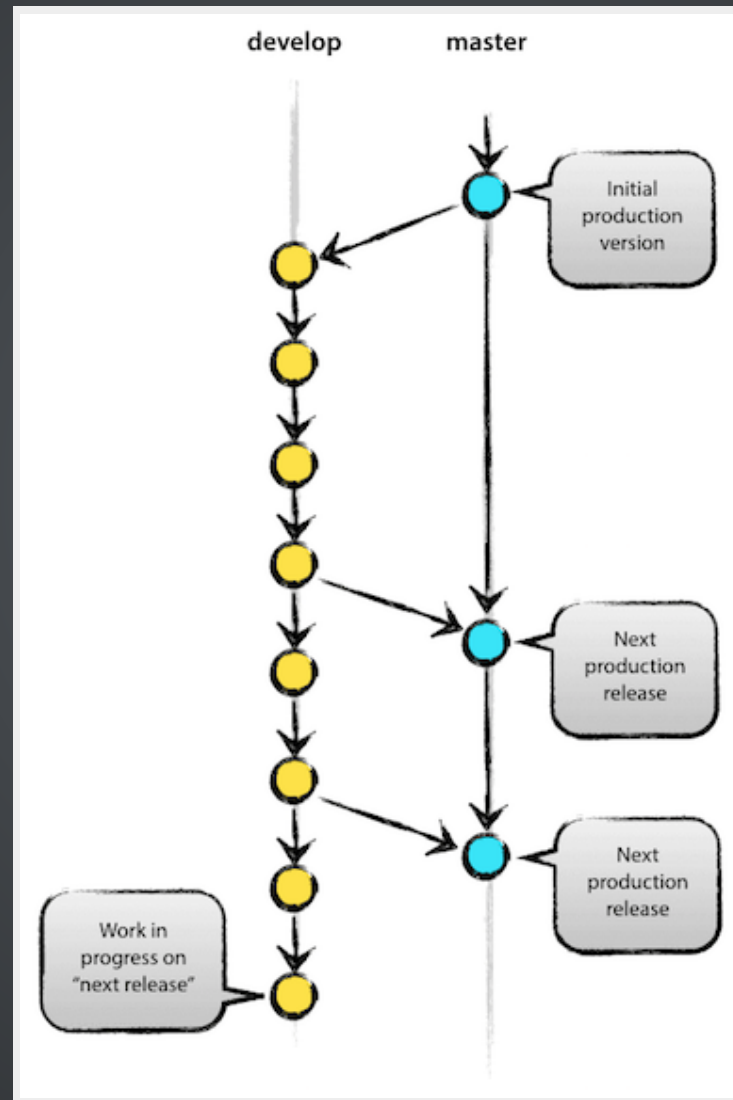 develop
master
Initial
production
version
Next
production
release
Next
production
release
Work in
progress on
“next release”